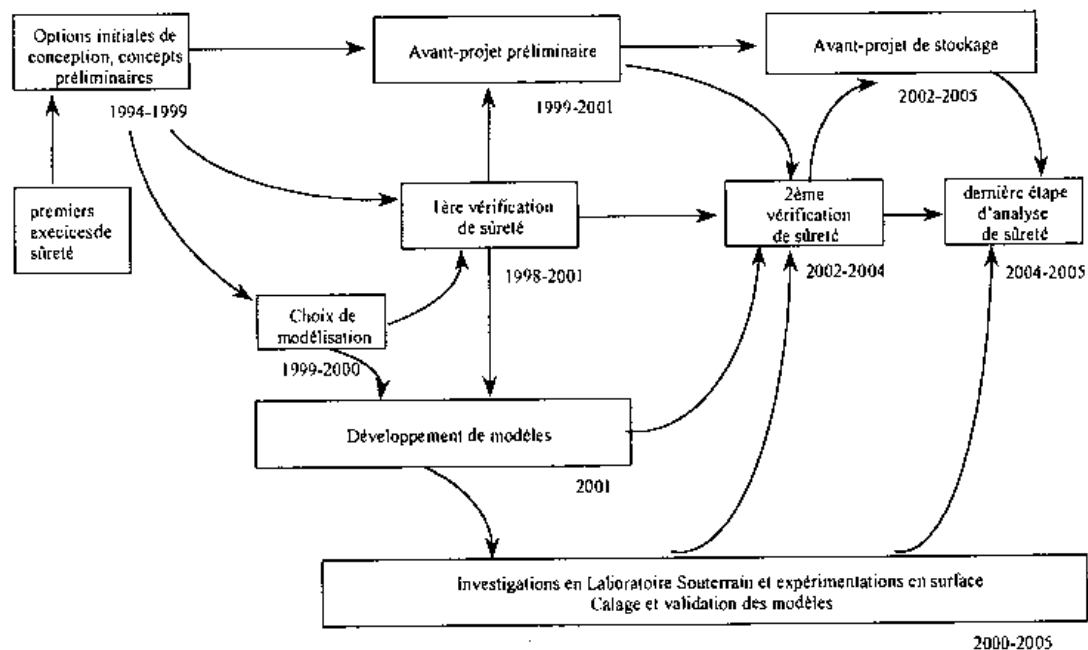 Options initiales de
conception, concepts
préliminaires
1994-1999
Avant-projet préliminaire
1999-2001
Avant-projet de stockage
2002-2005
premiers
exécices de
sûreté
1ère vérification
de sûreté
1998-2001
2ème
vérification
de sûreté
2002-2004
dernière étape
d'analyse
de sûreté
2004-2005
Choix de
modélisation
1999-2000
Développement de modèles
2001
Investigations en Laboratoire Souterrain et expérimentations en surface
Calage et validation des modèles
2000-2005